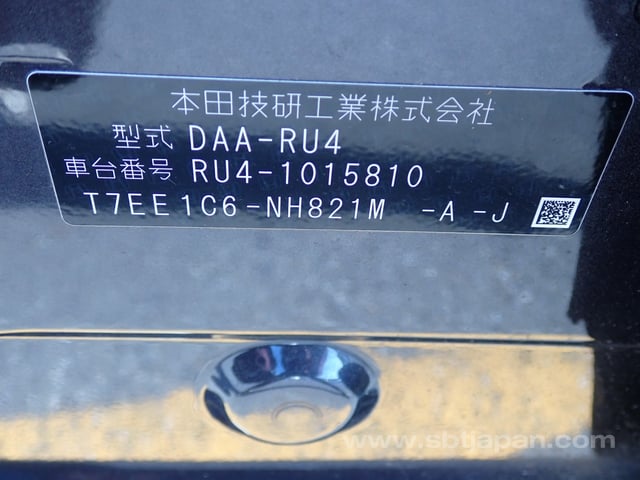 本田技研工業株式会社
型式 DAA-RU4
車台番号 RU4-1015810
T7EE1C6-NH821M -A -J
www.sbtjapan.com